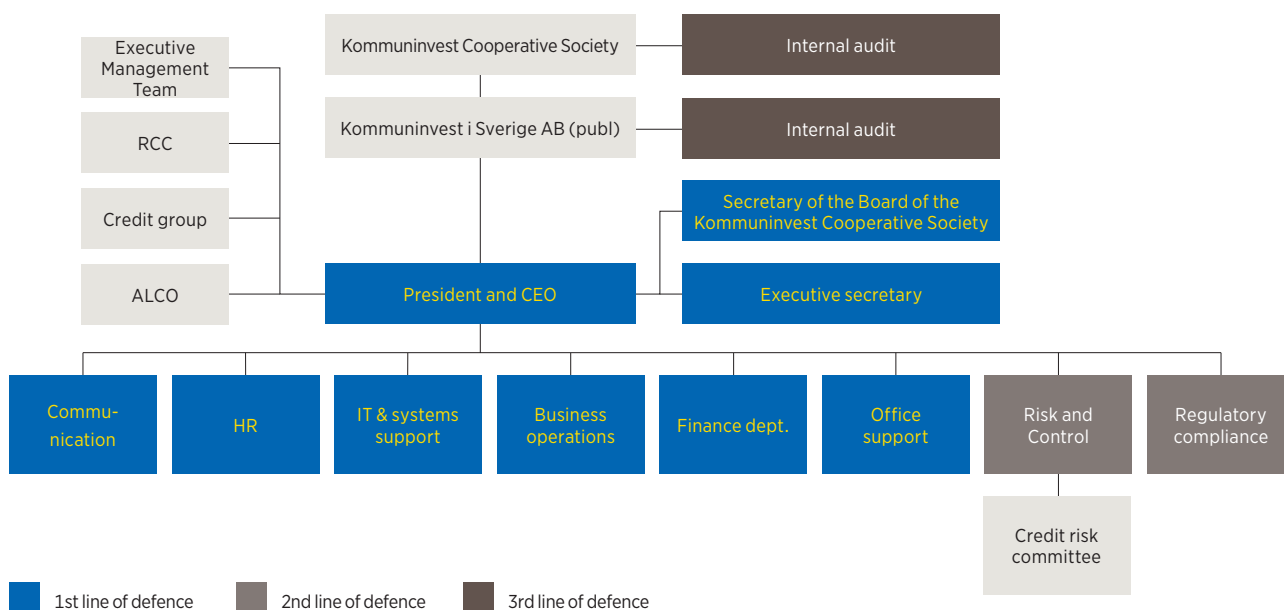 Executive
Management
Team
Kommuninvest Cooperative Society
Internal audit
RCC
Kommuninvest i Sverige AB (publ)
Internal audit
Credit group
Secretary of the Board of the
Kommuninvest Cooperative Society
ALCO
President and CEO
Executive secretary
Commu-
nication
HR
IT & systems
support
Business
operations
Finance dept.
Office
support
Risk and
Control
Regulatory
compliance
Credit risk
committee
1st line of defence
2nd line of defence
3rd line of defence